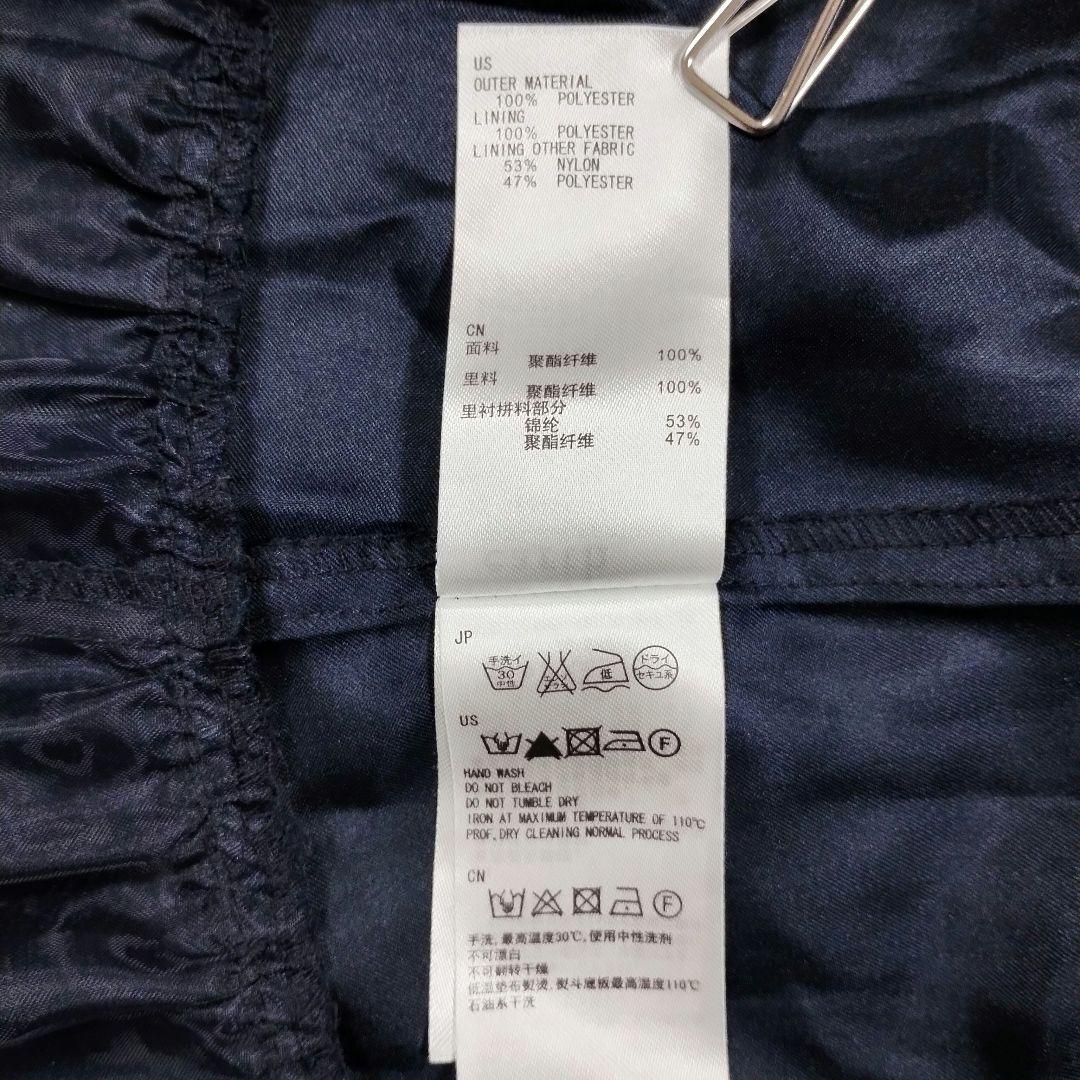 US
OUTER MATERIAL
100% POLYESTER
LINING
100% POLYESTER
LINING OTHER FABRIC
53% NYLON
47% POLYESTER
CN
面料
聚酯纤维 100%
里料
聚酯纤维 100%
里衬拼料部分
锦纶 53%
聚酯纤维 47%
JP
手洗イ
30
中性
低
ドライ
セキユ系
US
F
HAND WASH
DO NOT BLEACH
DO NOT TUMBLE DRY
IRON AT MAXIMUM TEMPERATURE OF 110℃
PROF.DRY CLEANING NORMAL PROCESS
CN
F
手洗,最高温度30℃,使用中性洗剂
不可漂白
不可翻转干燥
低温垫布熨烫,熨斗底板最高温度110℃
石油系干洗